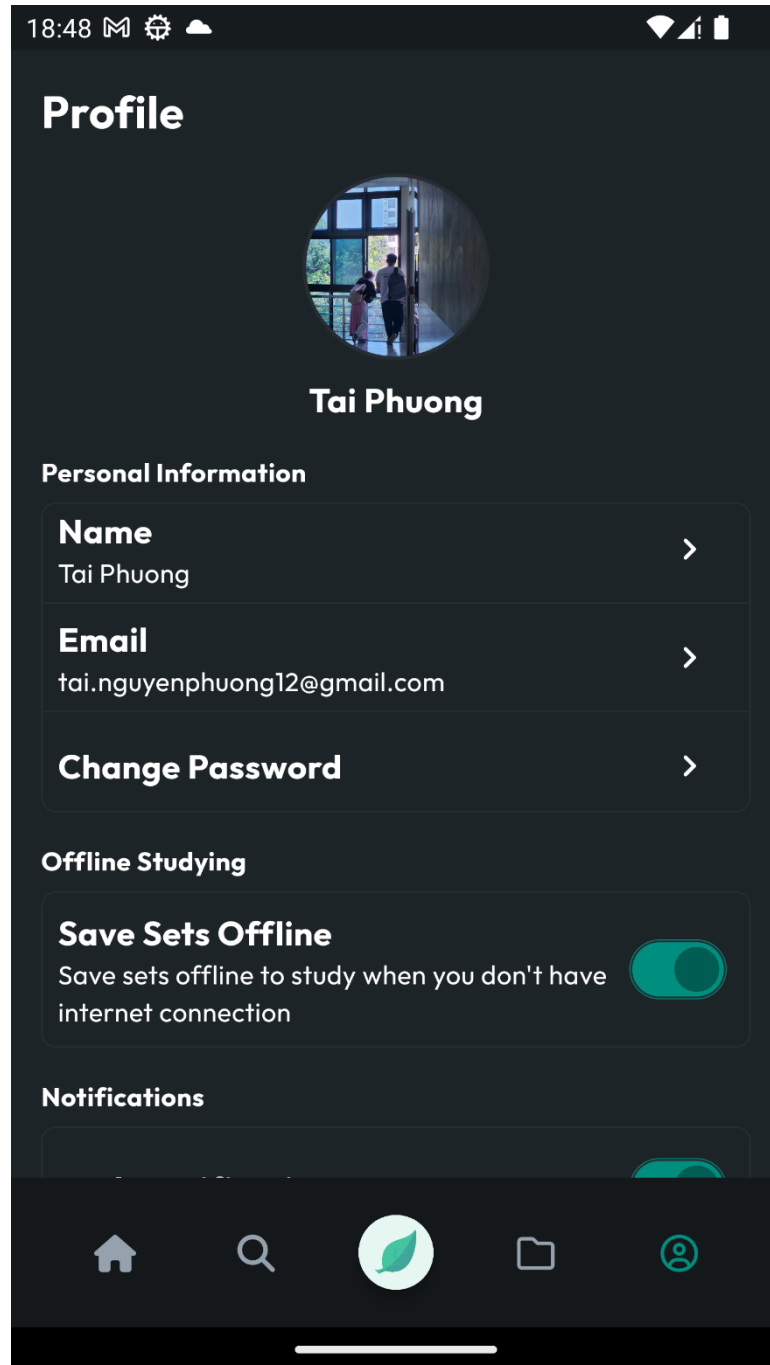 18:48
Profile
Tai Phuong
Personal Information
Name
Tai Phuong
Email
tai.nguyenphuong12@gmail.com
Change Password
Offline Studying
Save Sets Offline
Save sets offline to study when you don't have
internet connection
Notifications